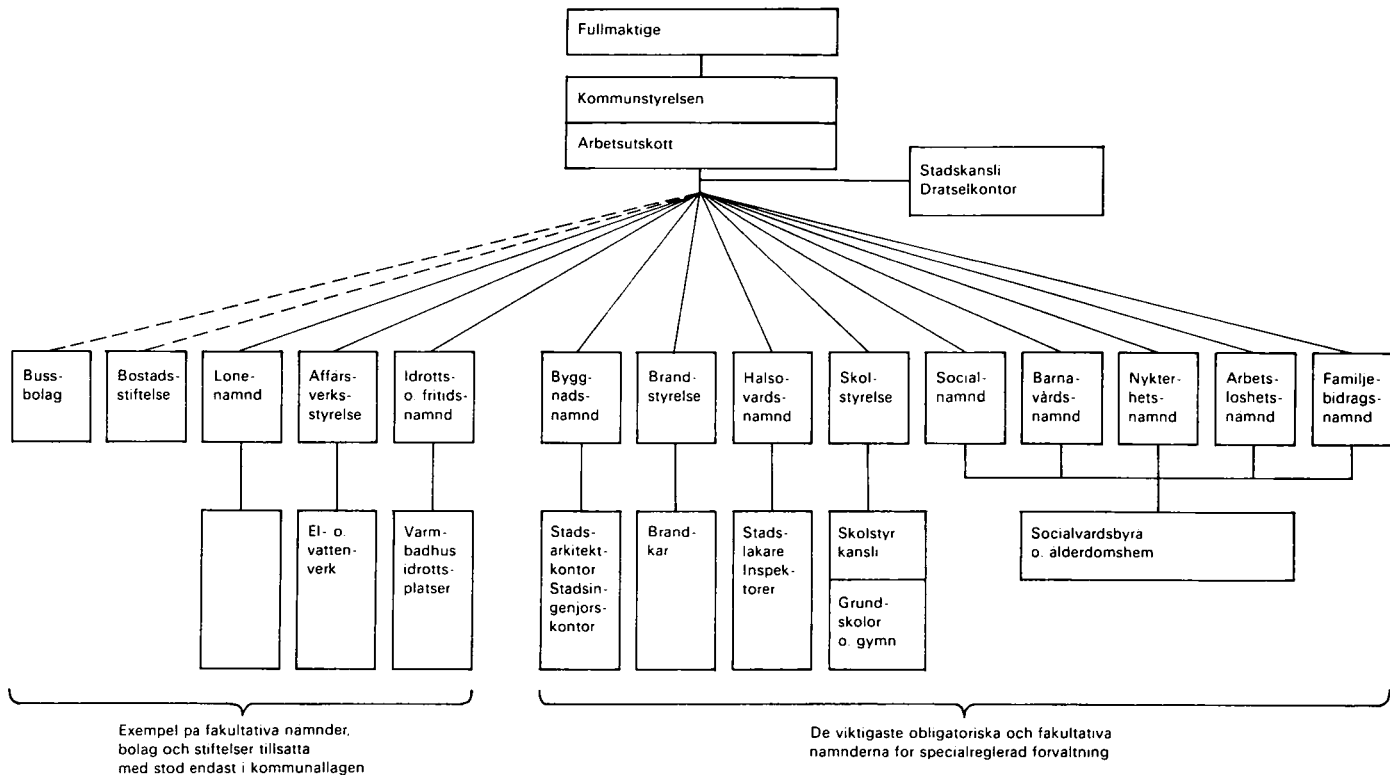 Fullmaktige
Kommunstyrelsen
Arbetsutskott
Stadskansli
Dratselkontor
Buss-
bolag
Bostads-
stiftelse
Lone-
namnd
Affärs-
verks-
styrelse
Idrotts-
o. fritids-
namnd
Bygg-
nads-
namnd
Brand-
styrelse
Halso-
vards-
namnd
Skol-
styrelse
Social-
namnd
Barna-
vårds-
namnd
Nykter-
hets-
namnd
Arbets-
loshets-
namnd
Familje-
bidrags-
namnd
El- o.
vatten-
verk
Varm-
badhus
idrotts-
platser
Stads-
arkitekt-
kontor
Stadsin-
genjors-
kontor
Brand-
kar
Stads-
lakare
Inspek-
torer
Skolstyr
kansli
Grund-
skolor
o. gymn
Socialvardsbyra
o. alderdomshem
Exempel pa fakultativa namnder,
bolag och stiftelser tillsatta
med stod endast i kommunallagen
De viktigaste obligatoriska och fakultativa
namnderna for specialreglerad forvaltning